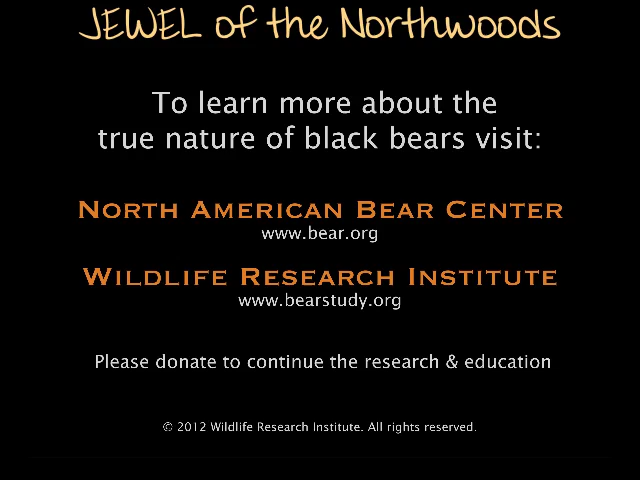 JEWEL of the Northwoods
To learn more about the
true nature of black bears visit:
North American Bear Center
www.bear.org
Wildlife Research Institute
www.bearstudy.org
Please donate to continue the research & education
© 2012 Wildlife Research Institute. All rights reserved.